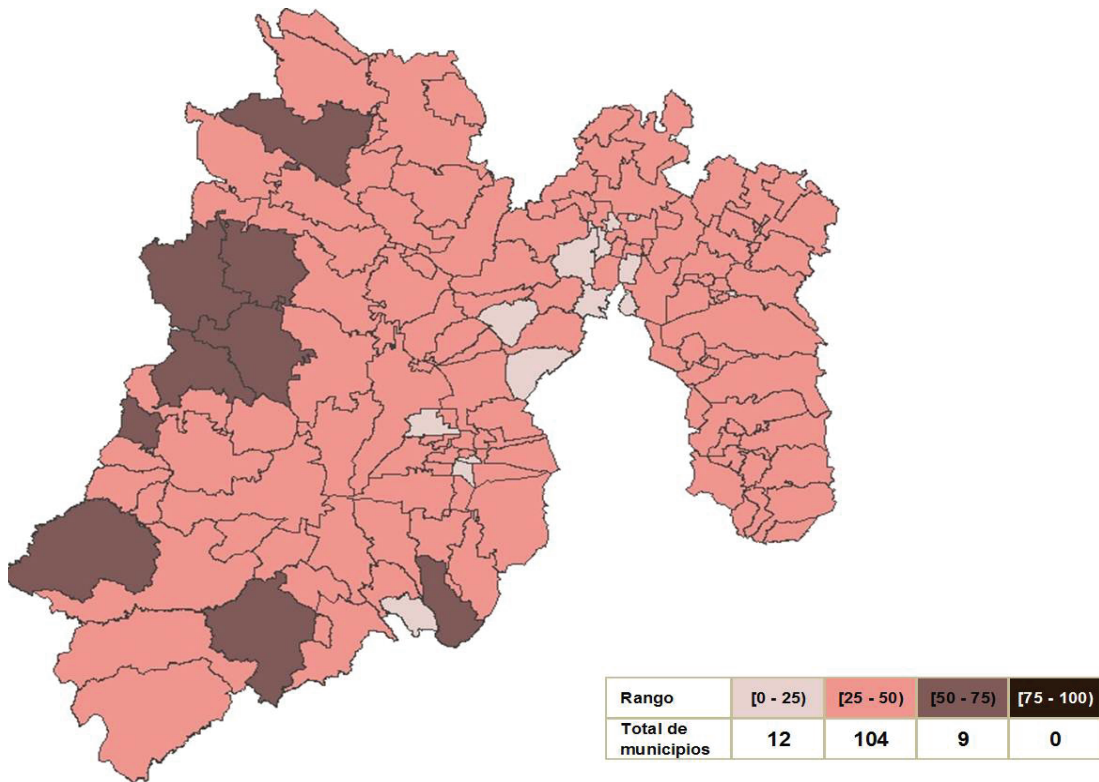 Rango [0 - 25) [25 - 50) [50 - 75) [75 - 100)
Total de municipios 12 104 9 0